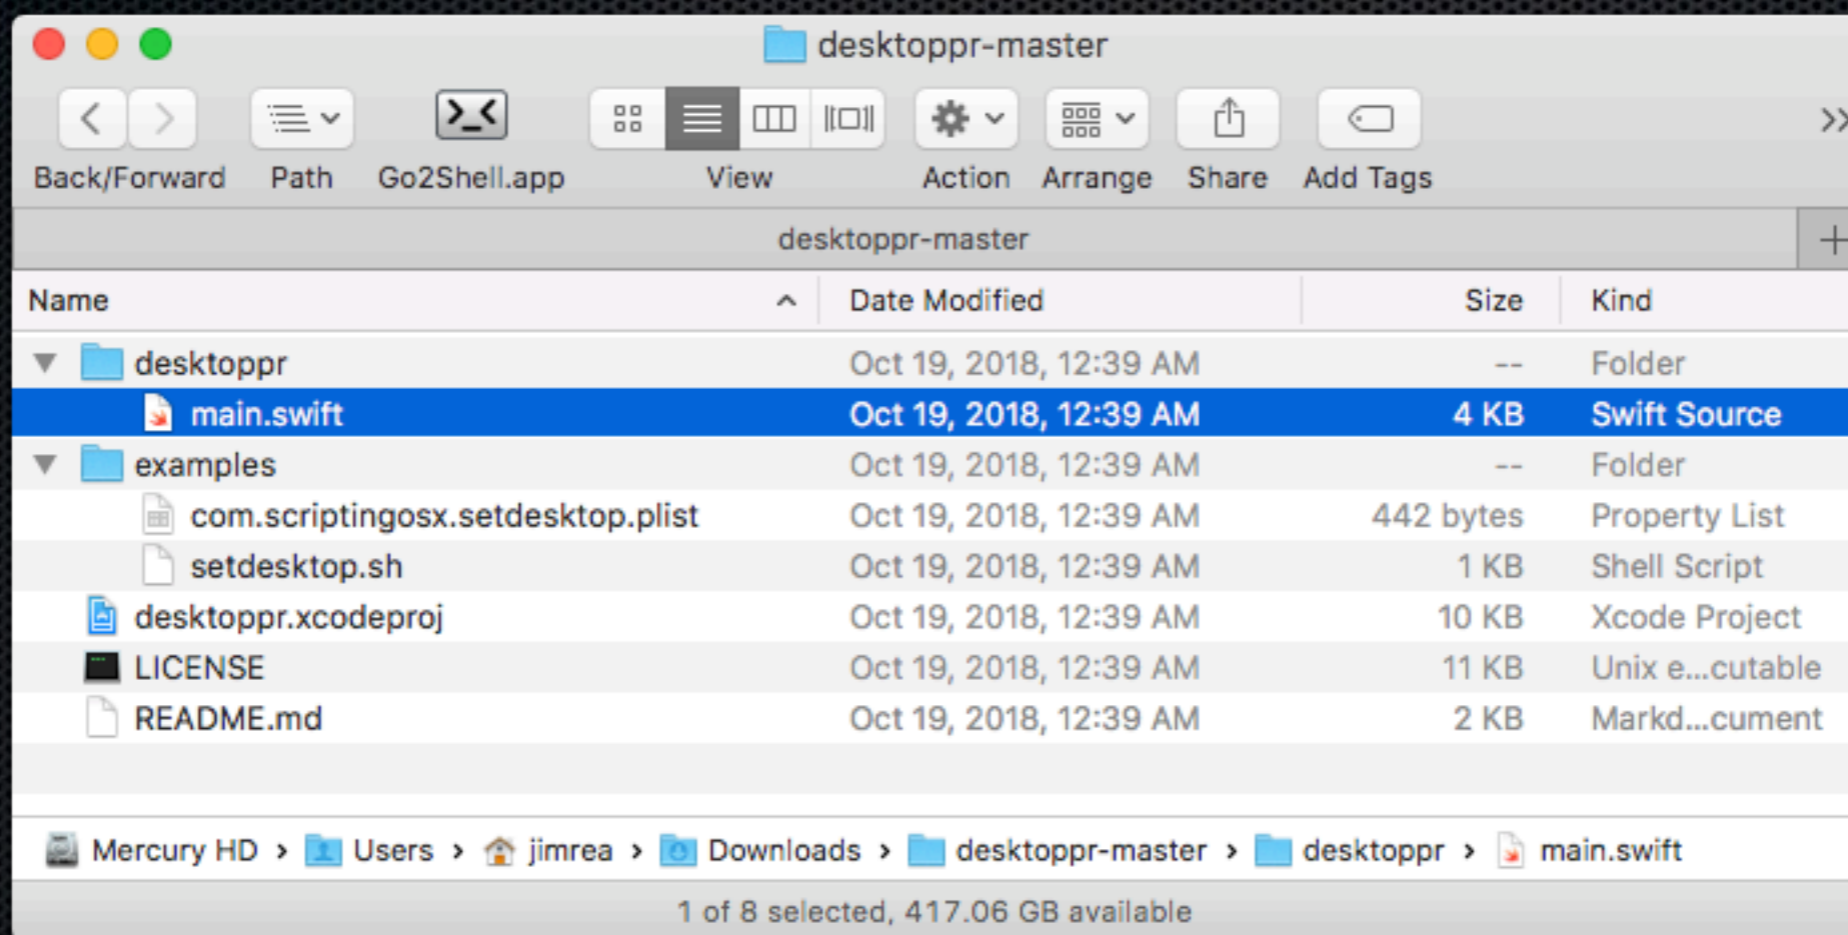 desktoppr-master
Back/Forward Path Go2Shell.app View Action Arrange Share Add Tags
desktoppr-master
Name Date Modified Size Kind
desktoppr Oct 19, 2018, 12:39 AM -- Folder
main.swift Oct 19, 2018, 12:39 AM 4 KB Swift Source
examples Oct 19, 2018, 12:39 AM -- Folder
com.scriptingosx.setdesktop.plist Oct 19, 2018, 12:39 AM 442 bytes Property List
setdesktop.sh Oct 19, 2018, 12:39 AM 1 KB Shell Script
desktoppr.xcodeproj Oct 19, 2018, 12:39 AM 10 KB Xcode Project
LICENSE Oct 19, 2018, 12:39 AM 11 KB Unix e...cutable
README.md Oct 19, 2018, 12:39 AM 2 KB Markd...cument
Mercury HD › Users › jimrea › Downloads › desktoppr-master › desktoppr › main.swift
1 of 8 selected, 417.06 GB available